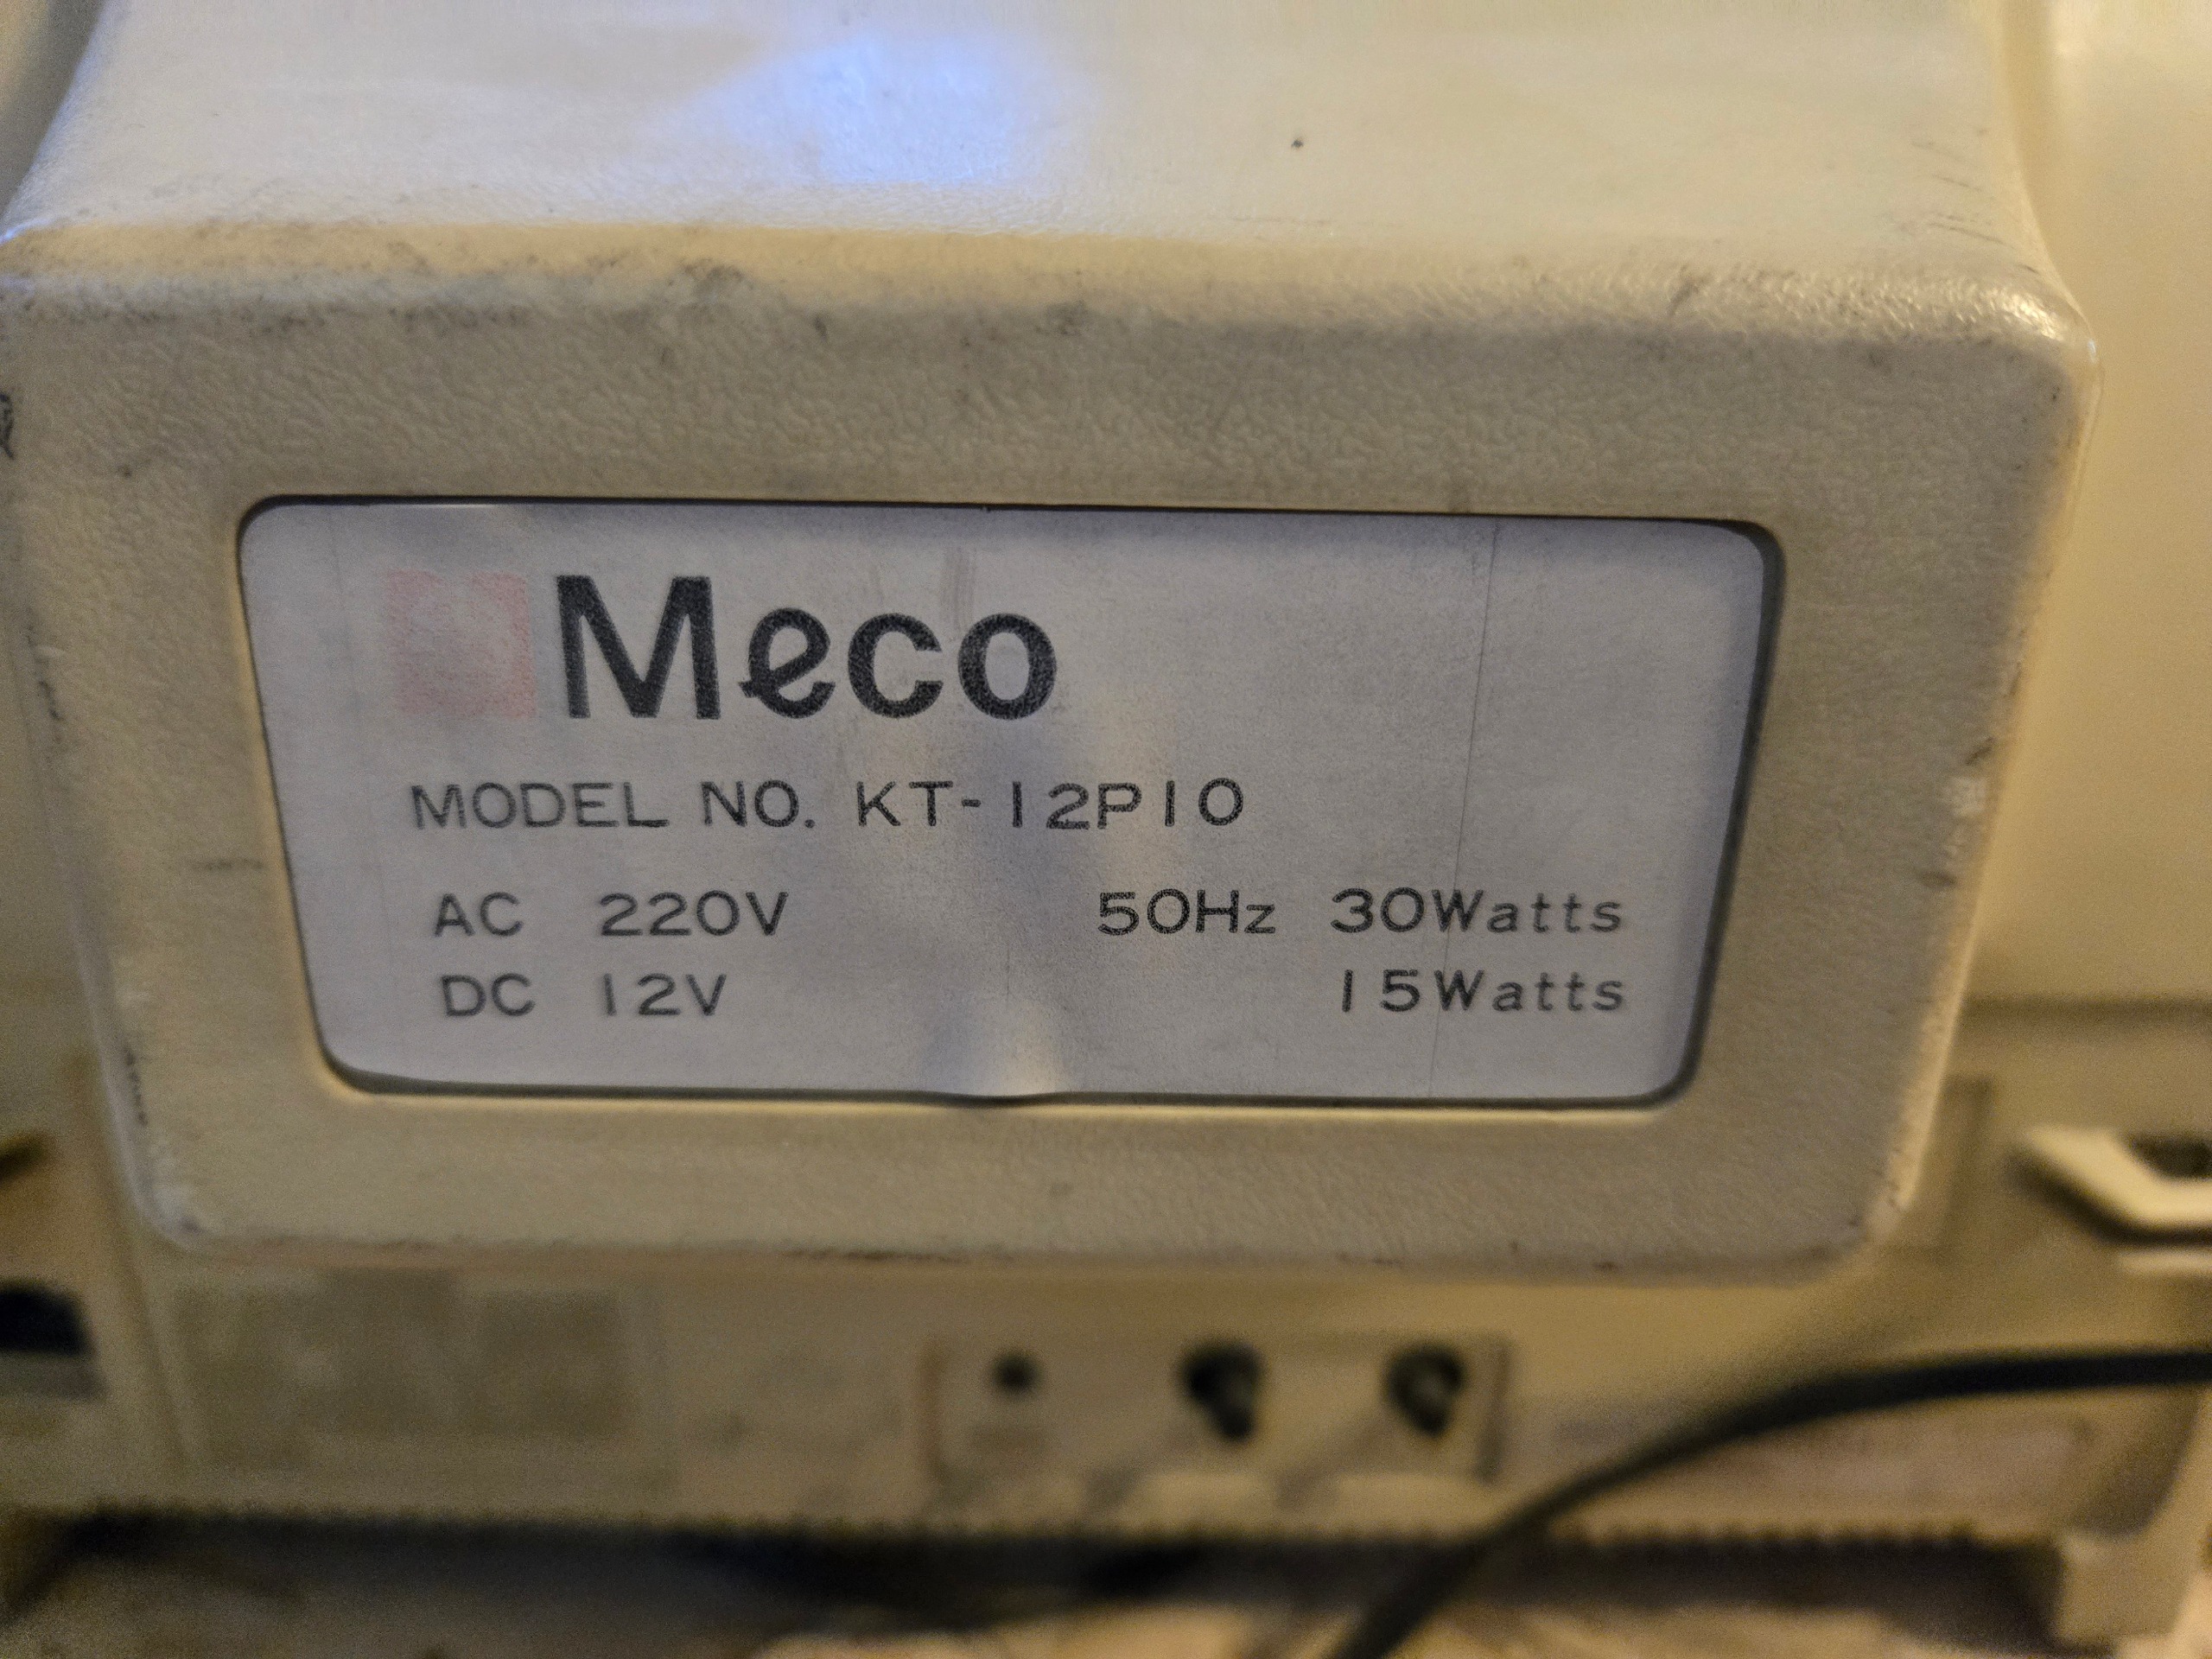 Meco
MODEL NO. KT-12P10
AC 220V 50Hz 30Watts
DC 12V 15Watts